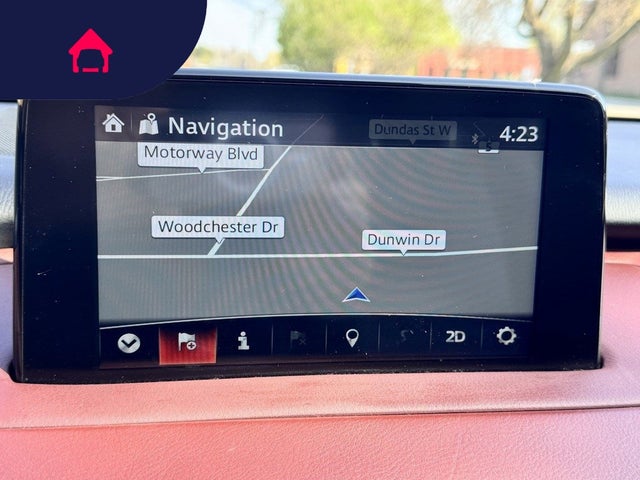 Navigation
Dundas St W
4:23
Motorway Blvd
Woodchester Dr
Dunwin Dr
2D